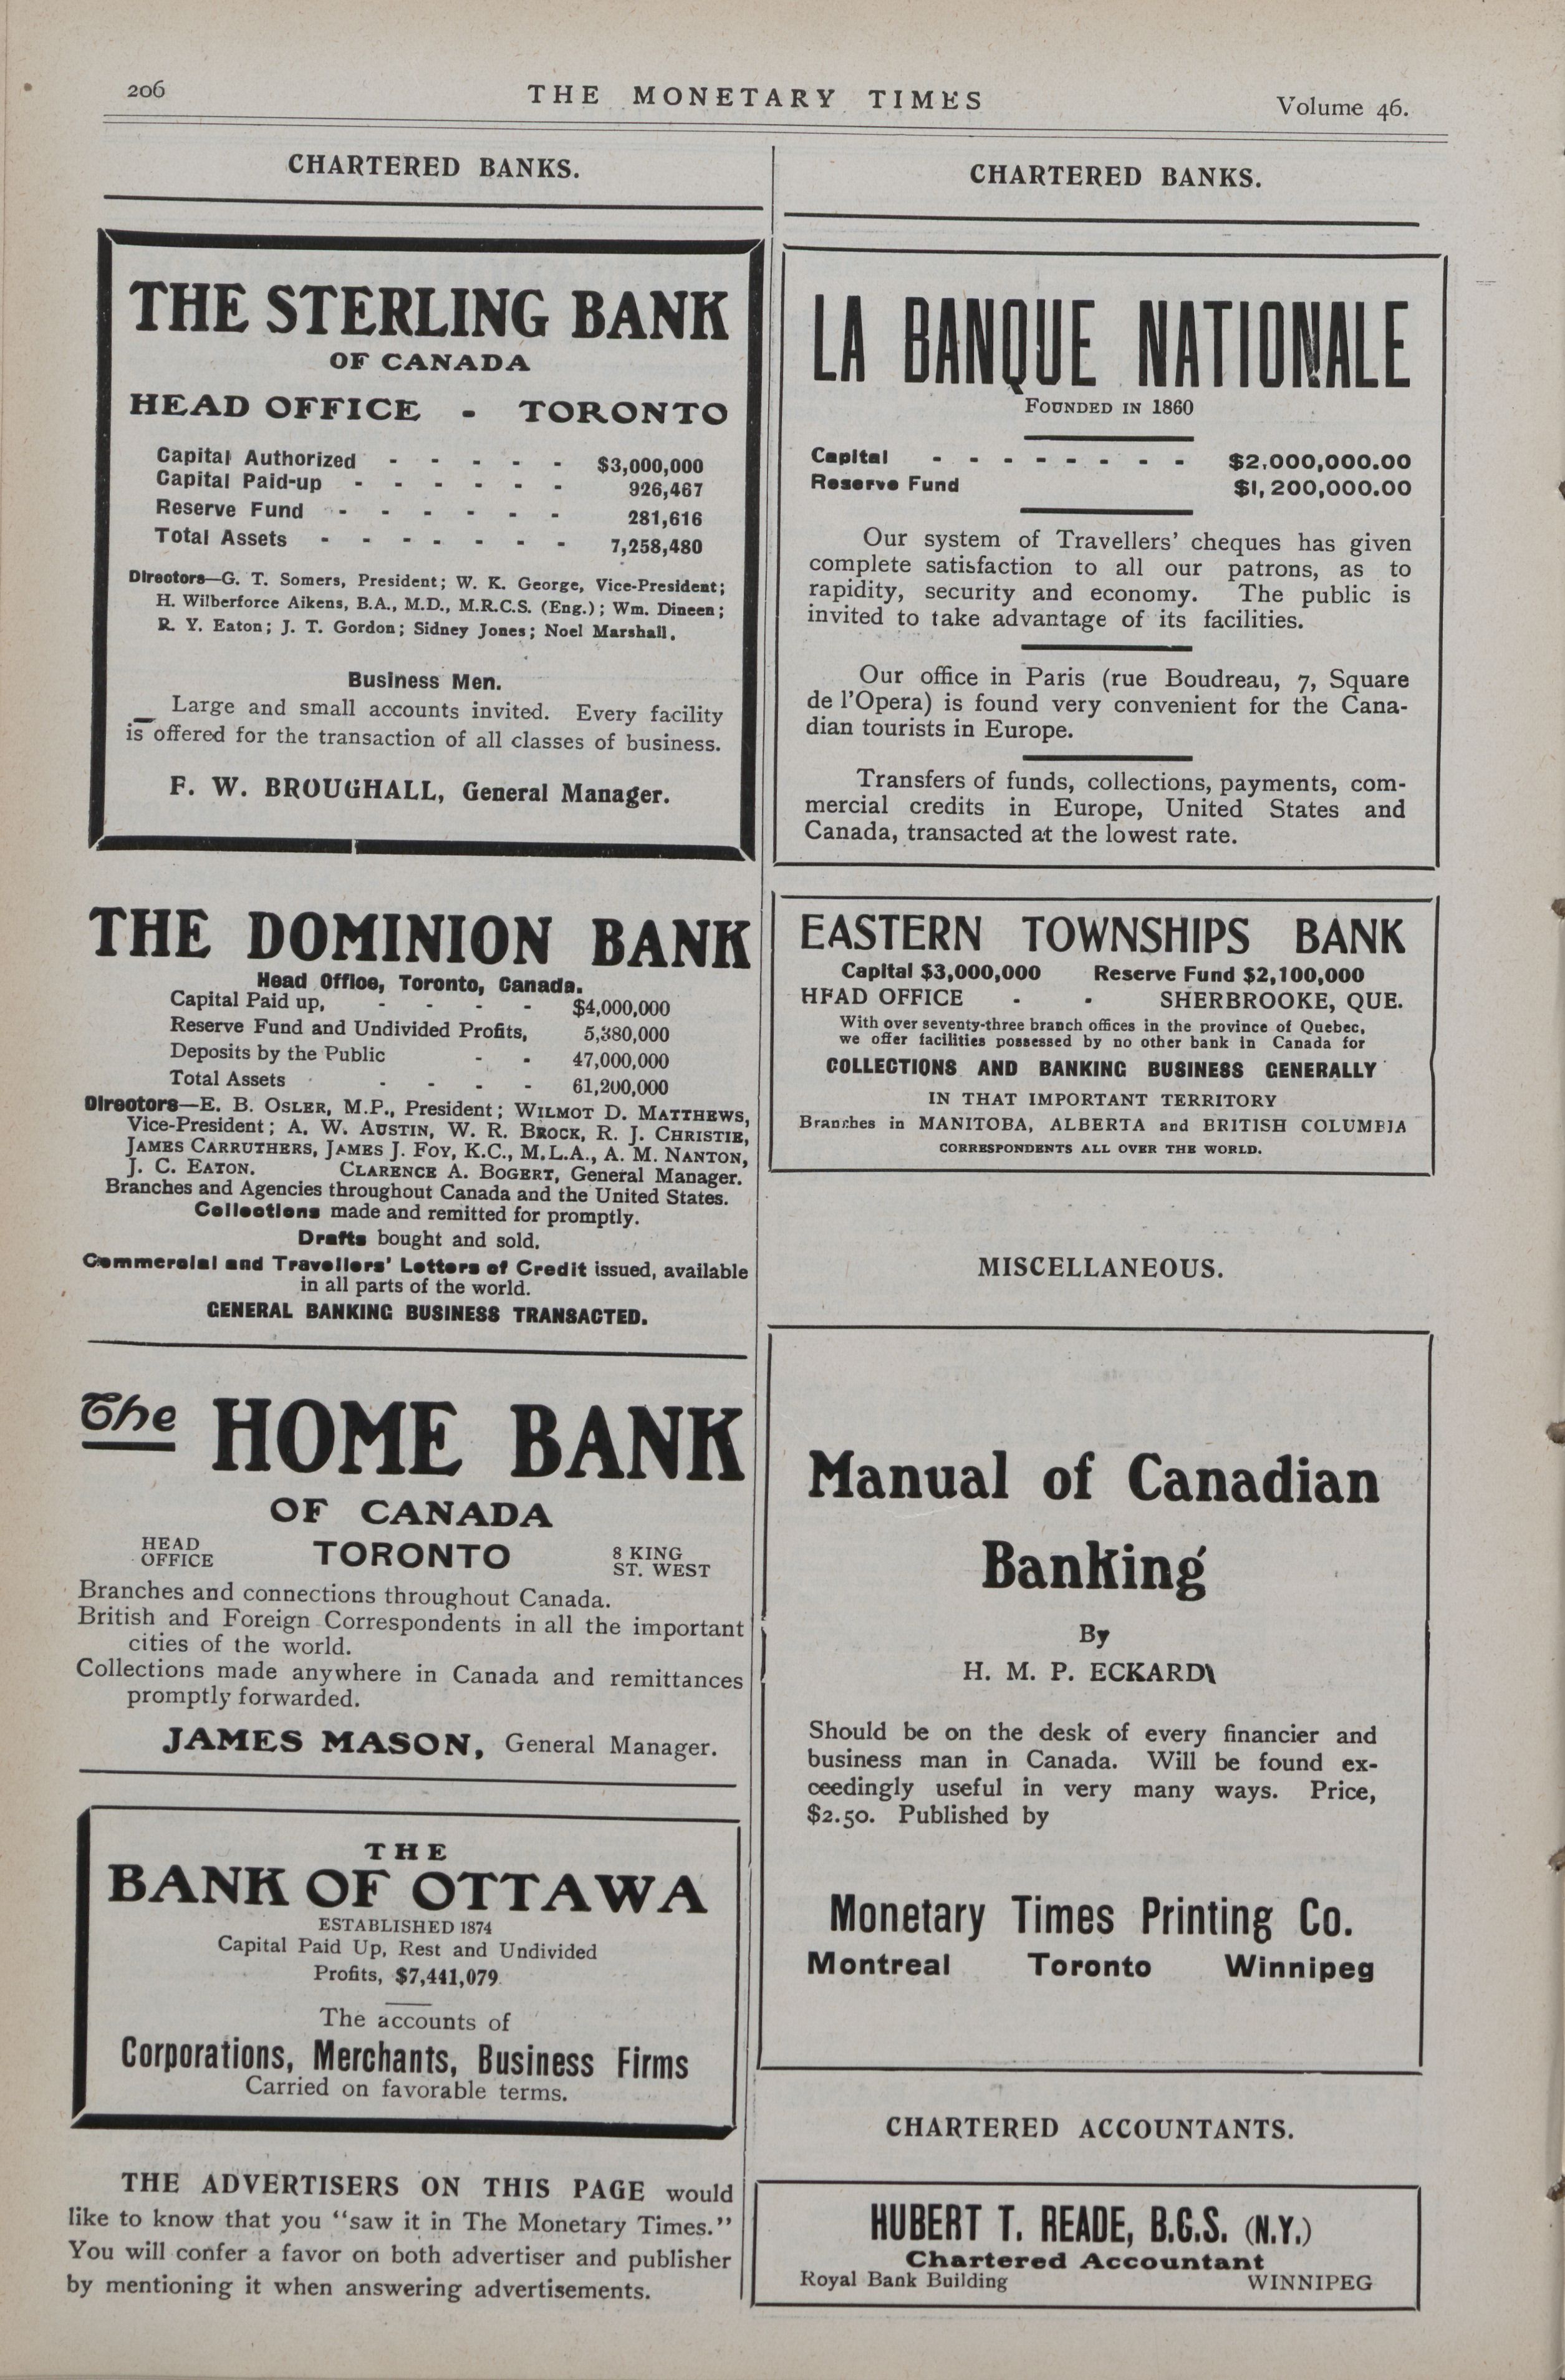 206
THE MONETARY TIMES
Volume 46.
CHARTERED BANKS.
THE STERLING BANK
OF CANADA
HEAD OFFICE - TORONTO
Capital Authorized - - - - - $3,000,000
Capital Paid-up - - - - - - 926,467
Reserve Fund - - - - - - 281,616
Total Assets - - - - - - - 7,258,480
Directors—G. T. Somers, President; W. K. George, Vice-President;
H. Wilberforce Aikens, B.A., M.D., M.R.C.S. (Eng.); Wm. Dineen;
R. Y. Eaton; J. T. Gordon; Sidney Jones; Noel Marshall.
Business Men.
Large and small accounts invited. Every facility
is offered for the transaction of all classes of business.
F. W. BROUGHALL, General Manager.
THE DOMINION BANK
Head Office, Toronto, Canada.
Capital Paid up, - - - - $4,000,000
Reserve Fund and Undivided Profits, 5,380,000
Deposits by the Public - - 47,000,000
Total Assets - - - - 61,200,000
Directors—E. B. OSLER, M.P., President; WILMOT D. MATTHEWS,
Vice-President; A. W. AUSTIN, W. R. BROCK, R. J. CHRISTIE,
JAMES CARRUTHERS, JAMES J. FOY, K.C., M.L.A., A. M. NANTON,
J. C. EATON. CLARENCE A. BOGERT, General Manager.
Branches and Agencies throughout Canada and the United States.
Collections made and remitted for promptly.
Drafts bought and sold.
Commercial and Travellers' Letters of Credit issued, available
in all parts of the world.
GENERAL BANKING BUSINESS TRANSACTED.
The HOME BANK
OF CANADA
HEAD OFFICE TORONTO 8 KING ST. WEST
Branches and connections throughout Canada.
British and Foreign Correspondents in all the important
cities of the world.
Collections made anywhere in Canada and remittances
promptly forwarded.
JAMES MASON, General Manager.
THE
BANK OF OTTAWA
ESTABLISHED 1874
Capital Paid Up, Rest and Undivided
Profits, $7,441,079
The accounts of
Corporations, Merchants, Business Firms
Carried on favorable terms.
THE ADVERTISERS ON THIS PAGE would
like to know that you "saw it in The Monetary Times."
You will confer a favor on both advertiser and publisher
by mentioning it when answering advertisements.
CHARTERED BANKS.
LA BANQUE NATIONALE
FOUNDED IN 1860
Capital - - - - - - - - - $2,000,000.00
Reserve Fund $1,200,000.00
Our system of Travellers' cheques has given
complete satisfaction to all our patrons, as to
rapidity, security and economy. The public is
invited to take advantage of its facilities.
Our office in Paris (rue Boudreau, 7, Square
de l'Opera) is found very convenient for the Cana-
dian tourists in Europe.
Transfers of funds, collections, payments, com-
mercial credits in Europe, United States and
Canada, transacted at the lowest rate.
EASTERN TOWNSHIPS BANK
Capital $3,000,000 Reserve Fund $2,100,000
HEAD OFFICE - - SHERBROOKE, QUE.
With over seventy-three branch offices in the province of Quebec,
we offer facilities possessed by no other bank in Canada for
COLLECTIONS AND BANKING BUSINESS GENERALLY
IN THAT IMPORTANT TERRITORY
Branches in MANITOBA, ALBERTA and BRITISH COLUMBIA
CORRESPONDENTS ALL OVER THE WORLD.
MISCELLANEOUS.
Manual of Canadian
Banking
By
H. M. P. ECKARDT
Should be on the desk of every financier and
business man in Canada. Will be found ex-
ceedingly useful in very many ways. Price,
$2.50. Published by
Monetary Times Printing Co.
Montreal Toronto Winnipeg
CHARTERED ACCOUNTANTS.
HUBERT T. READE, B.C.S. (N.Y.)
Chartered Accountant
Royal Bank Building WINNIPEG